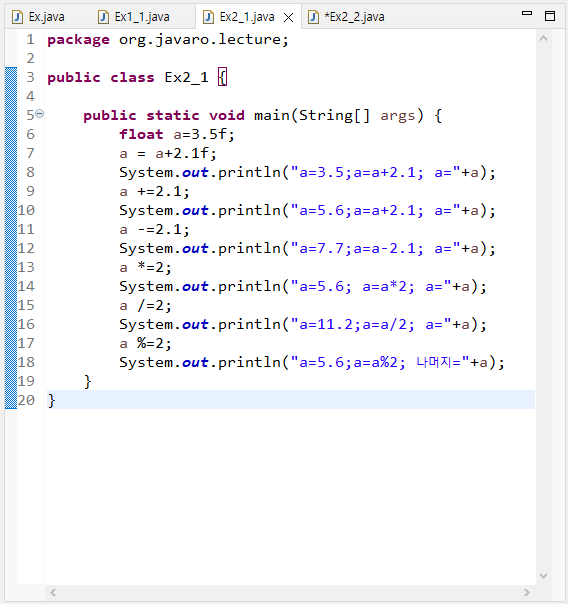 Ex.java Ex1_1.java Ex2_1.java *Ex2_2.java
1 package org.javaro.lecture;
2
3 public class Ex2_1 {
4
5 public static void main(String[] args) {
6 float a=3.5f;
7 a = a+2.1f;
8 System.out.println("a=3.5;a=a+2.1; a="+a);
9 a +=2.1;
10 System.out.println("a=5.6;a=a+2.1; a="+a);
11 a -=2.1;
12 System.out.println("a=7.7;a=a-2.1; a="+a);
13 a *=2;
14 System.out.println("a=5.6; a=a*2; a="+a);
15 a /=2;
16 System.out.println("a=11.2;a=a/2; a="+a);
17 a %=2;
18 System.out.println("a=5.6;a=a%2; 나머지="+a);
19 }
20 }